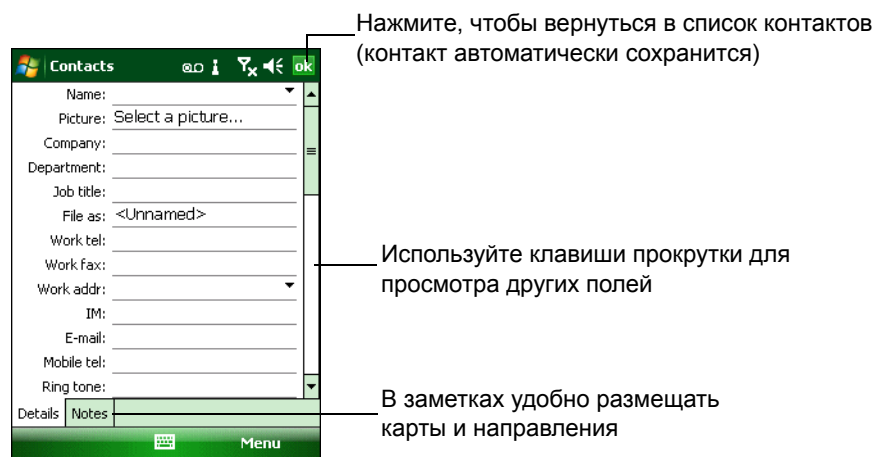 Нажмите, чтобы вернуться в список контактов
(контакт автоматически сохранится)
Contacts ok
Name:
Picture: Select a picture...
Company:
Department:
Job title:
File as: <Unnamed>
Work tel:
Work fax:
Work addr:
IM:
E-mail:
Mobile tel:
Ring tone:
Используйте клавиши прокрутки для
просмотра других полей
Details Notes
В заметках удобно размещать
карты и направления
Menu